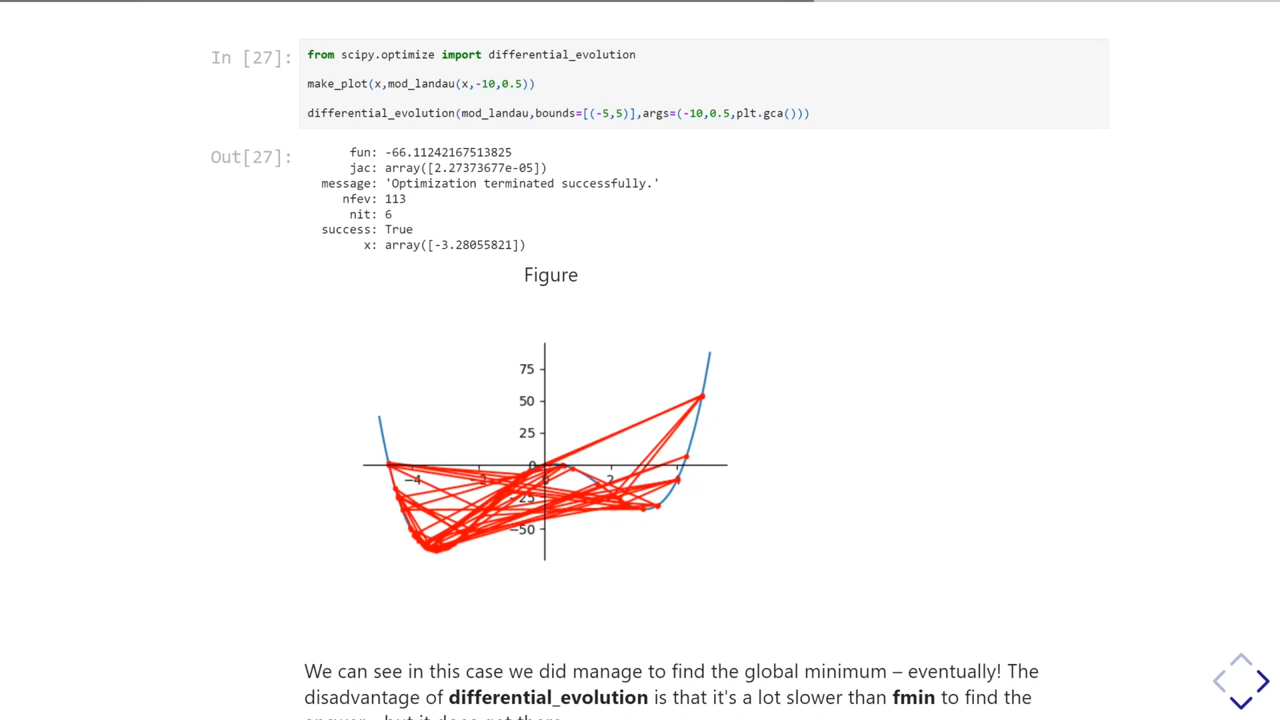 In [27]:
from scipy.optimize import differential_evolution
make_plot(x,mod_landau(x,-10,0.5))
differential_evolution(mod_landau,bounds=[(-5,5)],args=(-10,0.5,plt.gca()))
Out[27]:
fun: -66.11242167513825
jac: array([2.27373677e-05])
message: 'Optimization terminated successfully.'
nfev: 113
nit: 6
success: True
x: array([-3.28055821])
Figure
75
50
25
0
−4
2
−50
We can see in this case we did manage to find the global minimum – eventually! The
disadvantage of differential_evolution is that it's a lot slower than fmin to find the